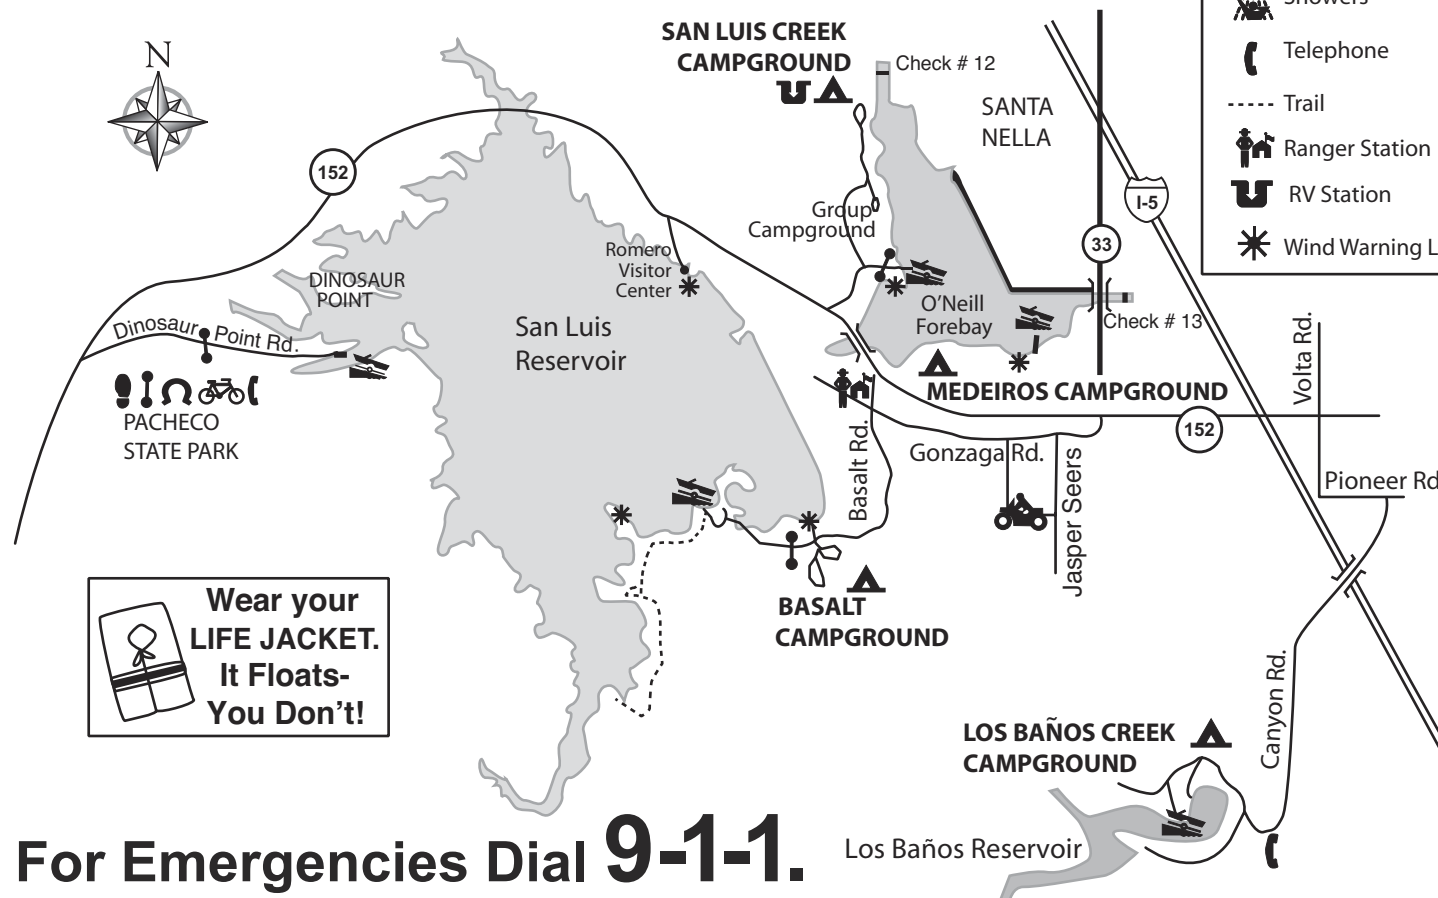 SAN LUIS CREEK
CAMPGROUND
Check # 12
SANTA
NELLA
Telephone
Trail
Ranger Station
RV Station
Wind Warning L
N
152
I-5
33
Group
Campground
Romero
Visitor
Center
DINOSAUR
POINT
O'Neill
Forebay
Check # 13
Dinosaur Point Rd.
San Luis
Reservoir
Volta Rd.
MEDEIROS CAMPGROUND
PACHECO
STATE PARK
152
Gonzaga Rd.
Basalt Rd.
Jasper Seers
Pioneer Rd
BASALT
CAMPGROUND
Wear your
LIFE JACKET.
It Floats-
You Don't!
Canyon Rd.
LOS BAÑOS CREEK
CAMPGROUND
Los Baños Reservoir
For Emergencies Dial 9-1-1.